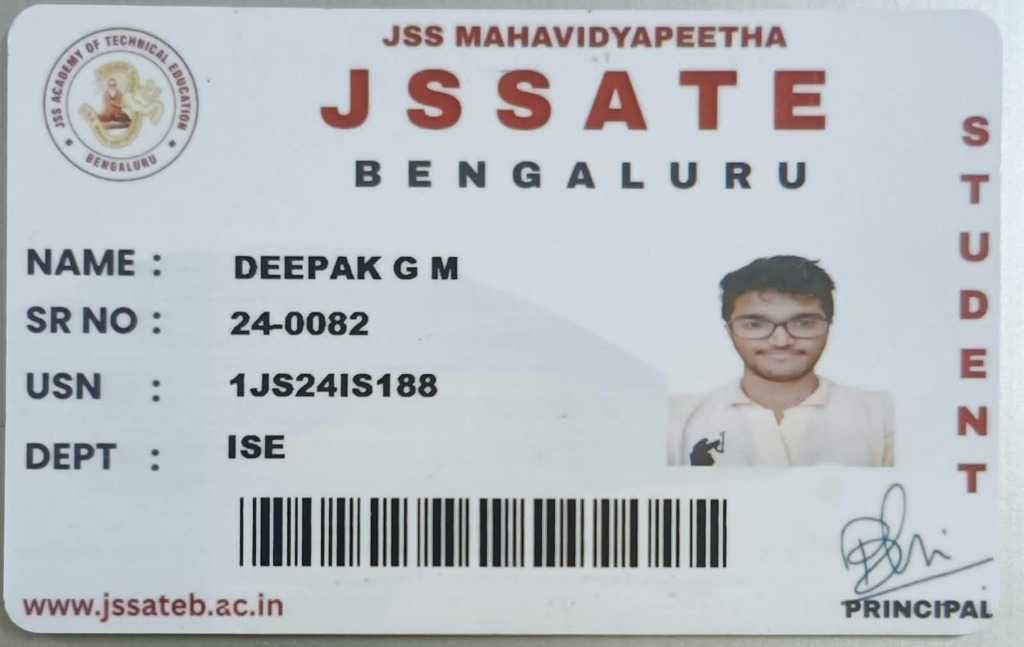 JSS MAHAVIDYAPEETHA
JSSATE
BENGALURU
JSS ACADEMY OF TECHNICAL EDUCATION
BENGALURU
STUDENT
NAME : DEEPAK G M
SR NO : 24-0082
USN : 1JS24IS188
DEPT : ISE
www.jssateb.ac.in
PRINCIPAL